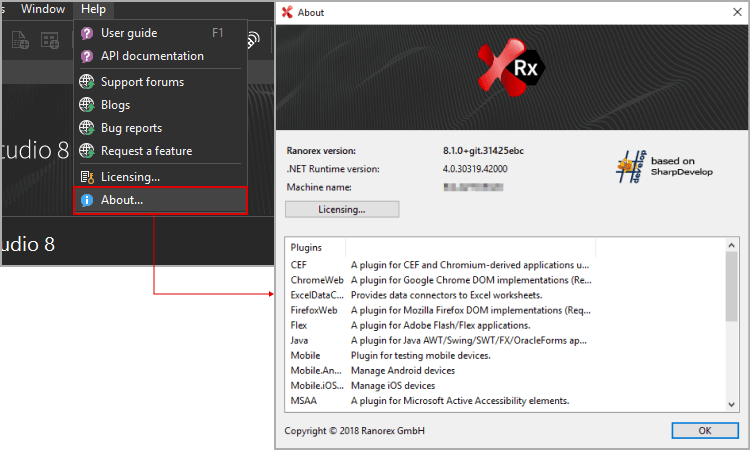 s Window Help
User guide F1
API documentation
Support forums
Blogs
Bug reports
Request a feature
Licensing...
About...
tudio 8
udio 8
About
Rx
Ranorex version: 8.1.0+git.31425ebc
.NET Runtime version: 4.0.30319.42000
Machine name:
Licensing...
develop
based on
SharpDevelop
Plugins
CEF A plugin for CEF and Chromium-derived applications u...
ChromeWeb A plugin for Google Chrome DOM implementations (Re...
ExcelDataC... Provides data connectors to Excel worksheets.
FirefoxWeb A plugin for Mozilla Firefox DOM implementations (Req...
Flex A plugin for Adobe Flash/Flex applications.
Java A plugin for Java AWT/Swing/SWT/FX/OracleForms ap...
Mobile Plugin for testing mobile devices.
Mobile.An... Manage Android devices
Mobile.iOS... Manage iOS devices
MSAA A plugin for Microsoft Active Accessibility elements.
Copyright © 2018 Ranorex GmbH
OK